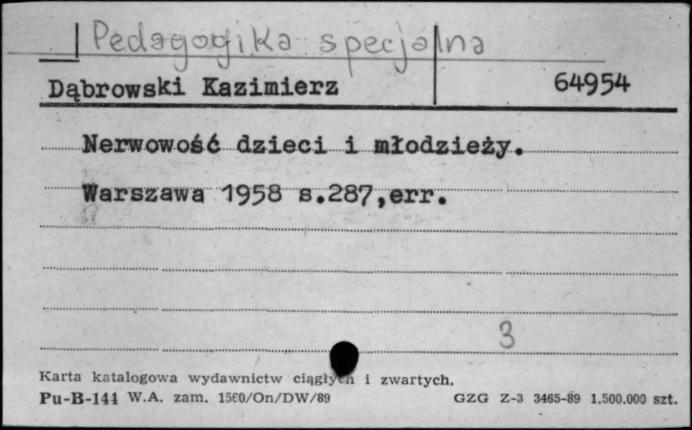 Pedagogika specjalna
Dąbrowski Kazimierz 64954
Nerwowość dzieci i młodzieży.
Warszawa 1958 s.287,err.
3
Karta katalogowa wydawnictw ciągłych i zwartych.
Pu-B-144 W.A. zam. 1560/On/DW/89 GZG Z-3 3465-89 1.500.000 szt.